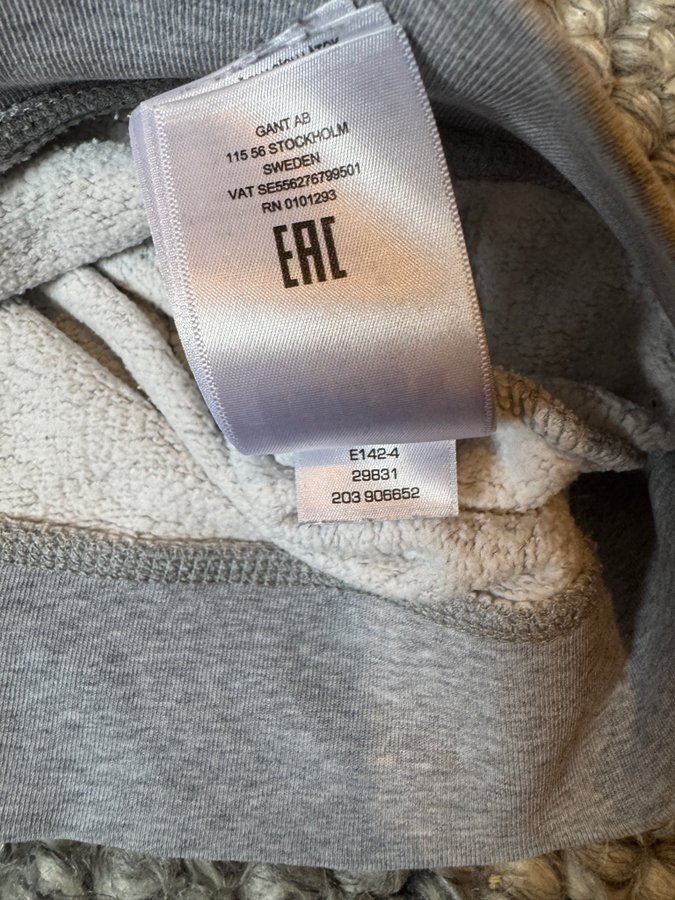 GANT AB
115 56 STOCKHOLM
SWEDEN
VAT SE556276799501
RN 0101293
EAC
E142-4
29831
203 906652